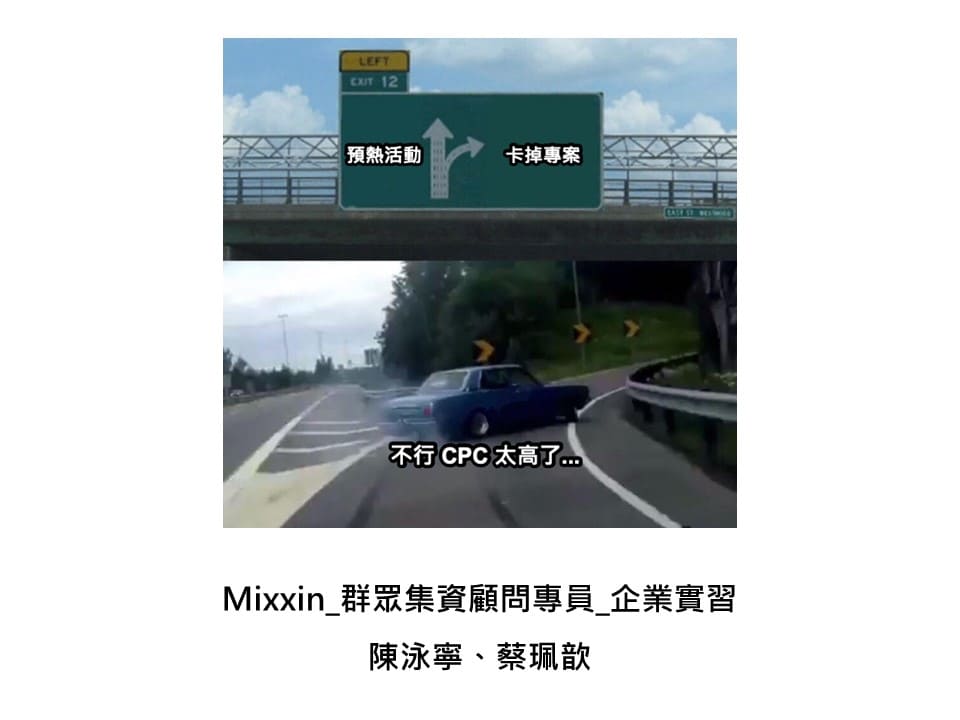 LEFT
EXIT 12
預熱活動
卡掉專案
不行 CPC 太高了...
Mixxin_群眾集資顧問專員_企業實習
陳泳寧、蔡珮歆